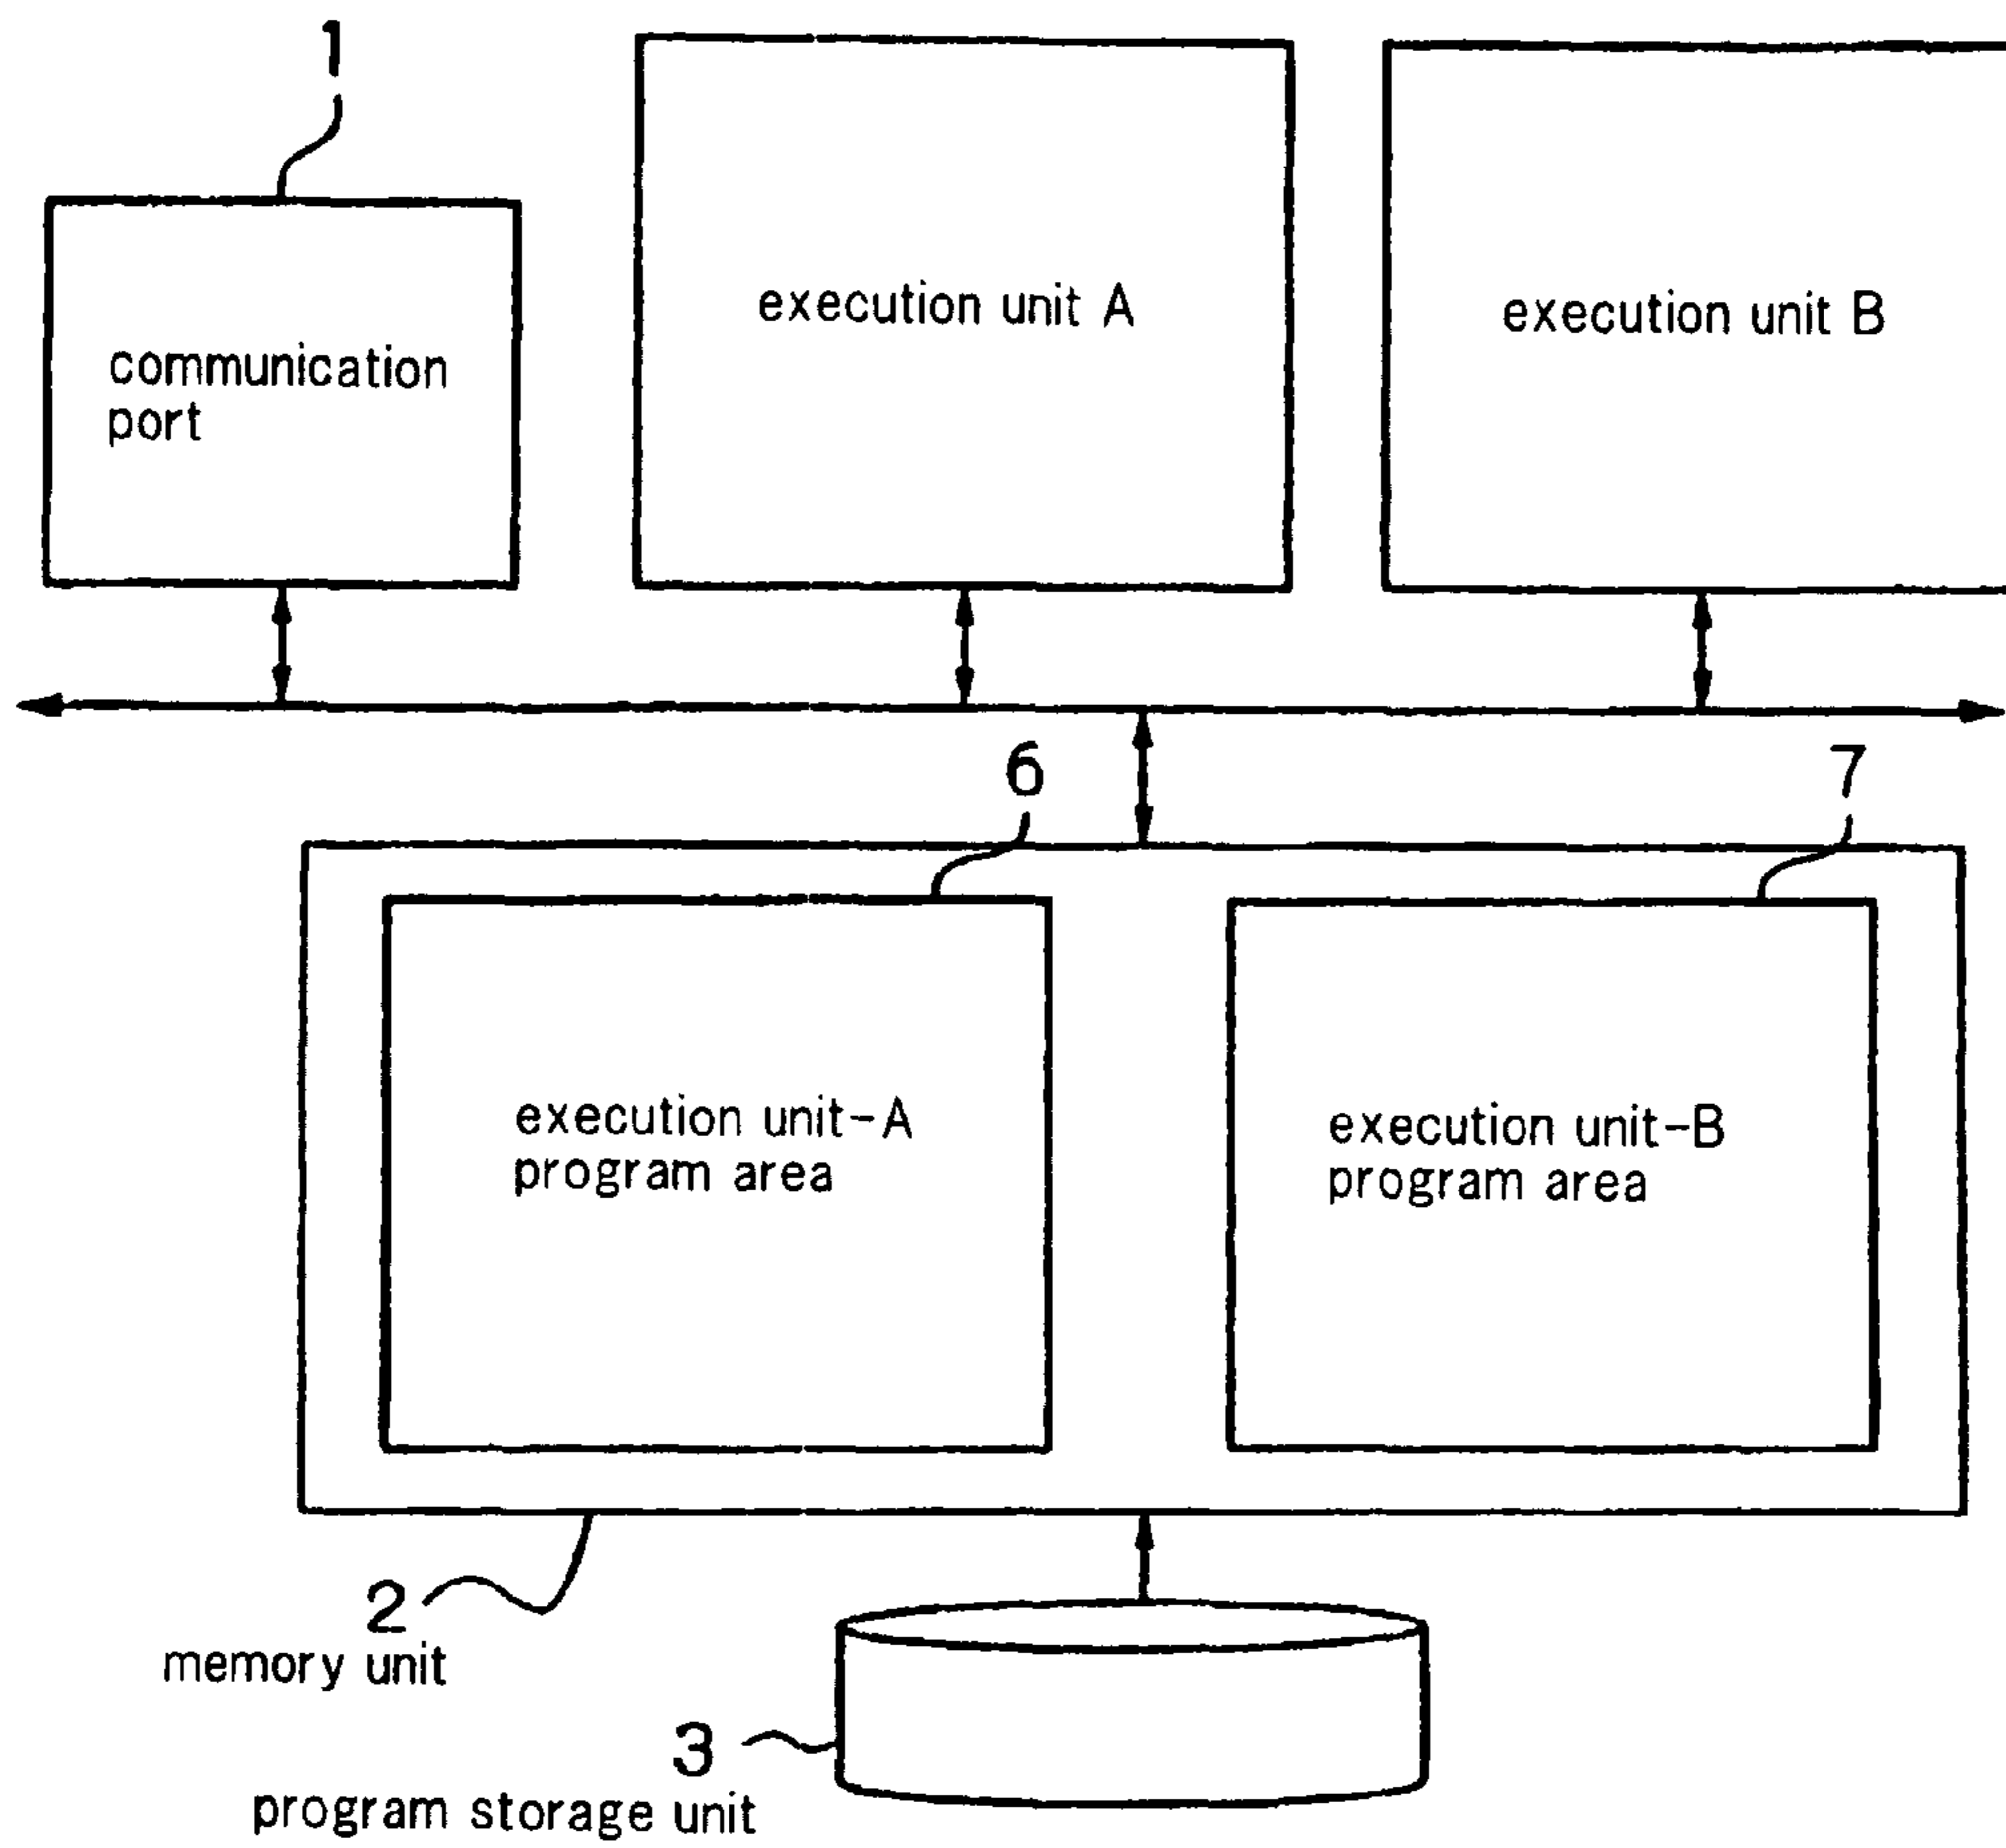 1
communication
port
execution unit A
execution unit B
6
7
execution unit-A
program area
execution unit-B
program area
2
memory unit
3
program storage unit